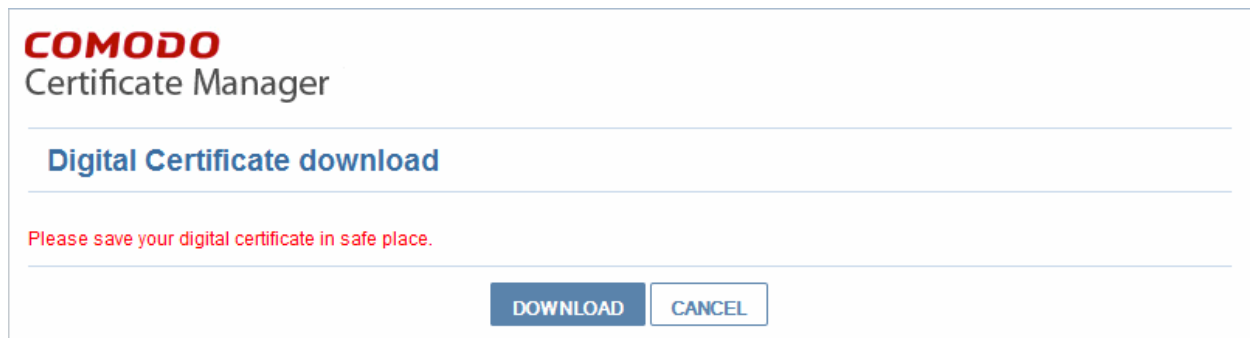 COMODO
Certificate Manager
Digital Certificate download
Please save your digital certificate in safe place.
DOWNLOAD CANCEL